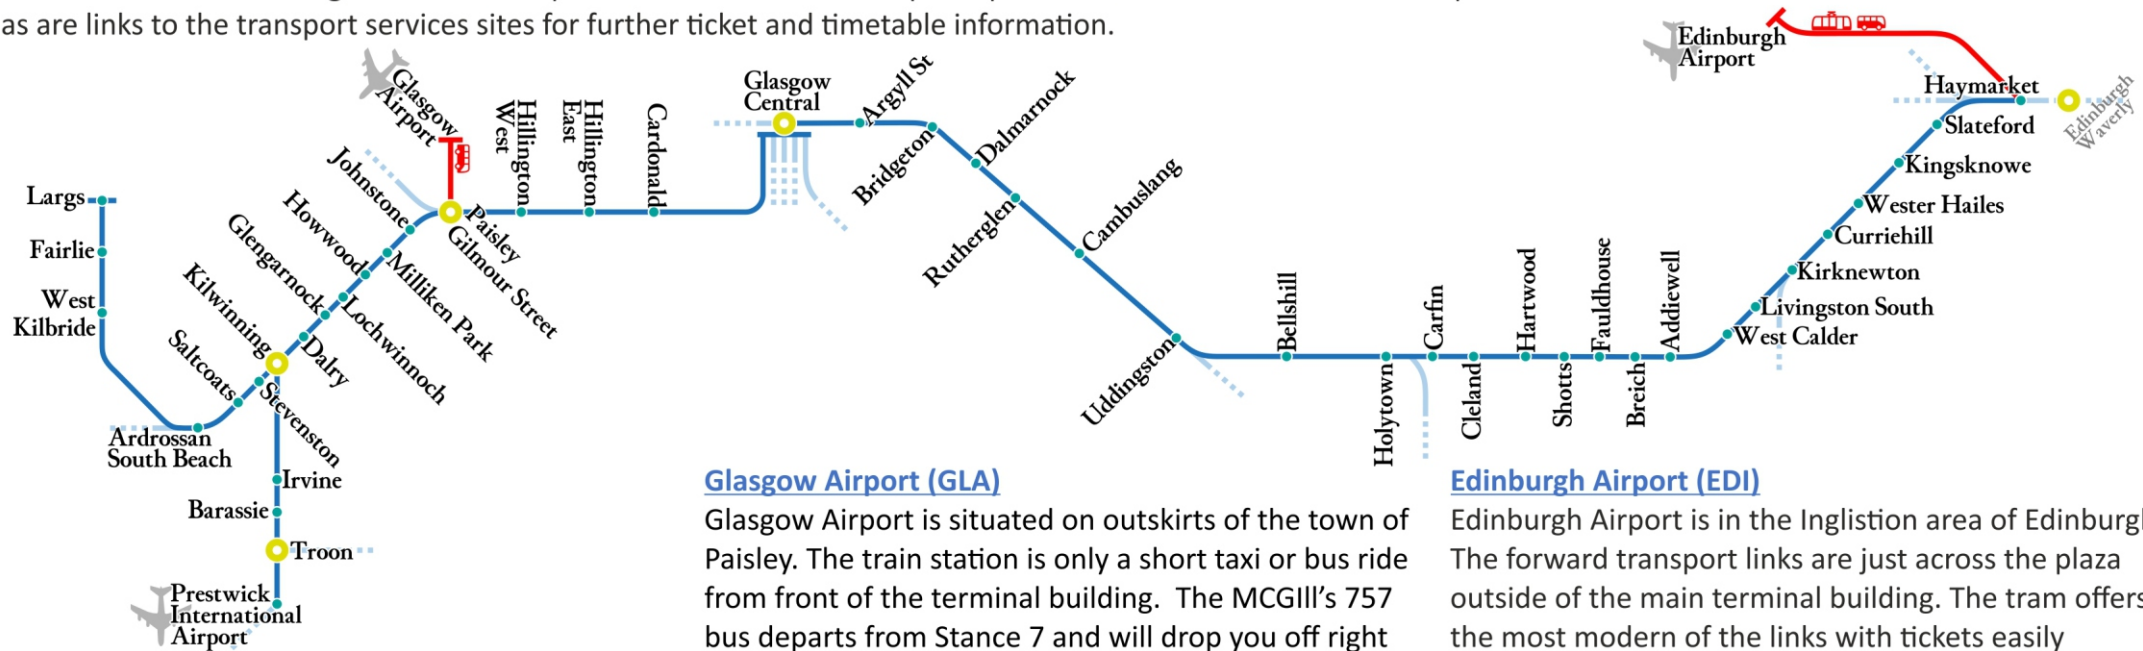 as are links to the transport services sites for further ticket and timetable information.
Glasgow
Airport
Hillington
West
Hillington
East
Cardonald
Glasgow
Central
Argyll St
Bridgeton
Dalmarnock
Rutherglen
Cambuslang
Uddingston
Bellshill
Holytown
Carfin
Cleland
Hartwood
Shotts
Fauldhouse
Breich
Addiewell
West Calder
Livingston South
Kirknewton
Curriehill
Wester Hailes
Kingsknowe
Slateford
Haymarket
Edinburgh
Waverly
Edinburgh
Airport
Largs
Fairlie
West
Kilbride
Ardrossan
South Beach
Saltcoats
Stevenston
Kilwinning
Dalry
Glengarnock
Lochwinnoch
Howwood
Milliken Park
Johnstone
Paisley
Gilmour Street
Irvine
Barassie
Troon
Prestwick
International
Airport
Glasgow Airport (GLA)
Glasgow Airport is situated on outskirts of the town of
Paisley. The train station is only a short taxi or bus ride
from front of the terminal building.  The MCGIll’s 757
bus departs from Stance 7 and will drop you off right
Edinburgh Airport (EDI)
Edinburgh Airport is in the Inglistion area of Edinburgh
The forward transport links are just across the plaza
outside of the main terminal building. The tram offers
the most modern of the links with tickets easily